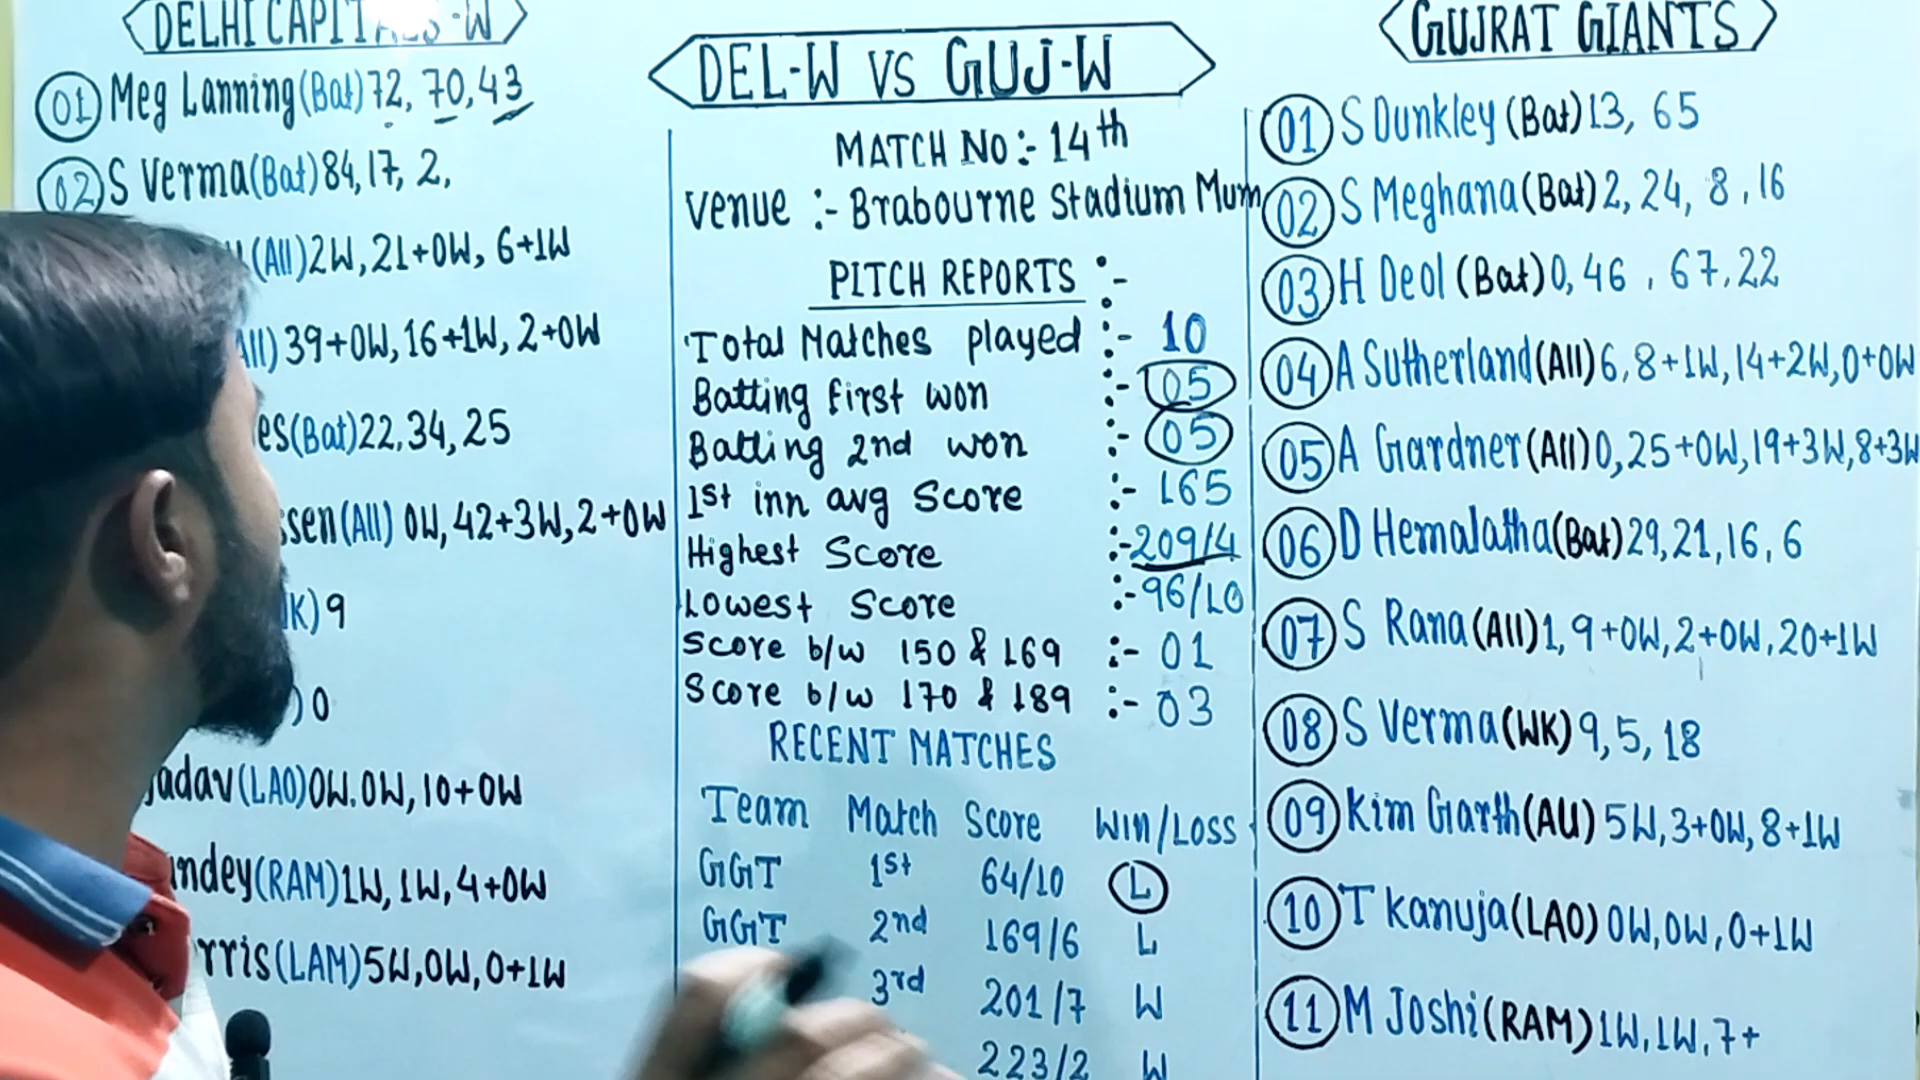 DELHI CAPITALS-W
01 Meg Lanning(Bat)72, 70,43
02 S Verma(Bat)84,17, 2,
(All)2W,21+0W, 6+1W
All) 39+0W,16+1W, 2+0W
es(Bat)22,34,25
ssen(All) 0W,42+3W,2+0W
K) 9
) 0
adav(LAO)0W.0W,10+0W
andey(RAM)1W,1W,4+0W
rris(LAM)5W,0W,0+1W
DEL-W VS GUJ-W
MATCH No:- 14th
Venue :- Brabourne Stadium Mum
PITCH REPORTS :-
Total Matches played :- 10
Batting first won :- 05
Batting 2nd won :- 05
1st inn avg Score :- 165
Highest Score :-209/4
Lowest Score :-96/10
Score b/w 150 & 169 :- 01
Score b/w 170 & 189 :- 03
RECENT MATCHES
Team Match Score WIN/LOSS
GGT 1st 64/10 L
GGT 2nd 169/6 L
3rd 201/7 W
223/2 W
GUJRAT GIANTS
01 S Dunkley (Bat)13, 65
02 S Meghana(Bat)2,24, 8,16
03 H Deol (Bat)0,46, 67,22
04 A Sutherland(All)6,8+1W,14+2W,0+0W
05 A Gardner(All)0,25+0W,19+3W,8+3W
06 D Hemalatha(Bat)29,21,16,6
07 S Rana(All)1,9+0W,2+0W,20+1W
08 S Verma(WK)9,5,18
09 Kim Garth(AU) 5W,3+0W,8+1W
10 T Kanuja(LAO) 0W,0W,0+1W
11 M Joshi(RAM)1W,1W,7+